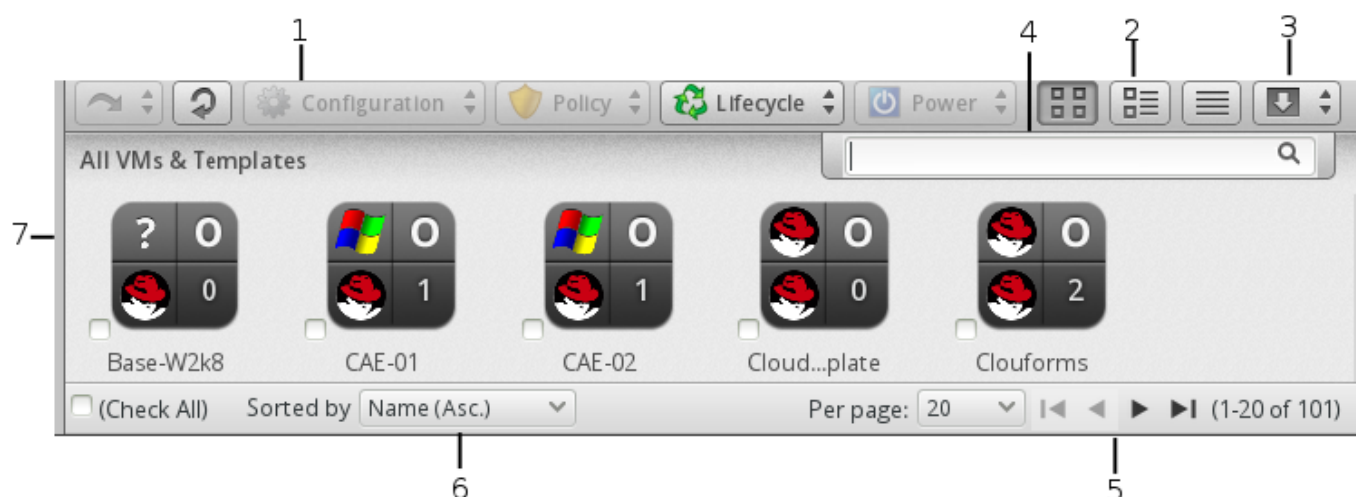 1
4
2
3
Configuration
Policy
Lifecycle
Power
All VMs & Templates
7
? O
O
O
O
O
0
1
1
0
2
Base-W2k8
CAE-01
CAE-02
Cloud...plate
Clouforms
(Check All)
Sorted by Name (Asc.)
Per page: 20
(1-20 of 101)
6
5